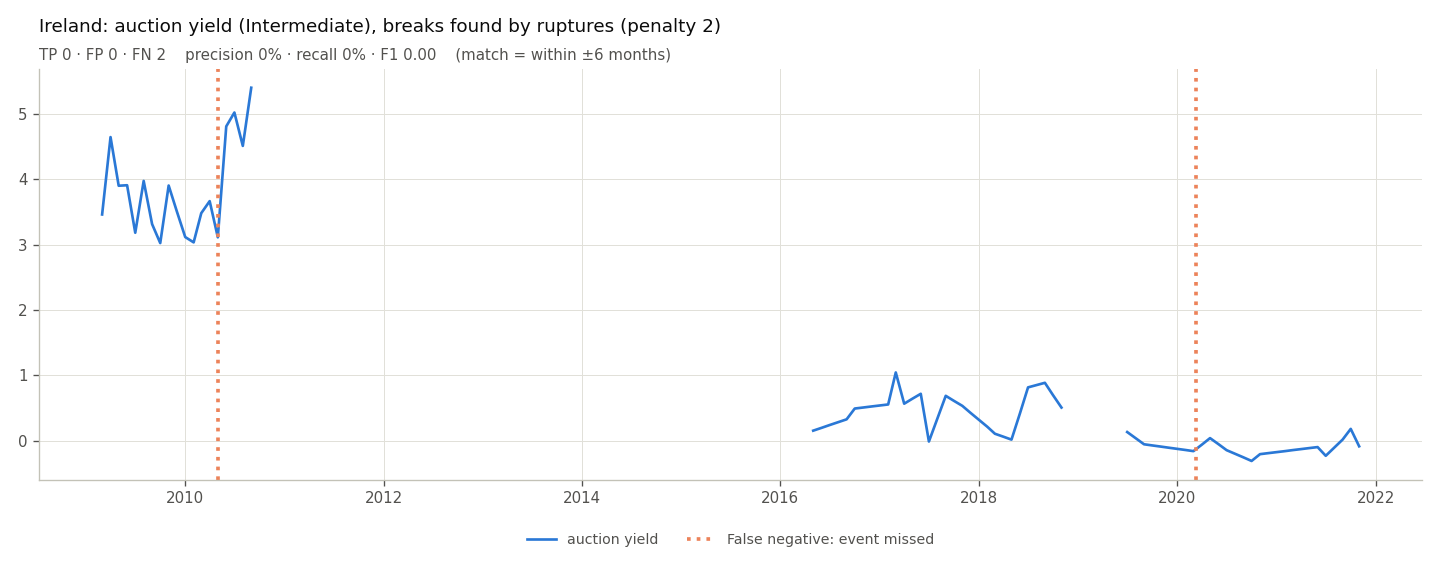 Ireland: auction yield (Intermediate), breaks found by ruptures (penalty 2)
TP 0 · FP 0 · FN 2    precision 0% · recall 0% · F1 0.00    (match = within ±6 months)
5
4
3
2
1
0
2010 2012 2014 2016 2018 2020 2022
auction yield    False negative: event missed